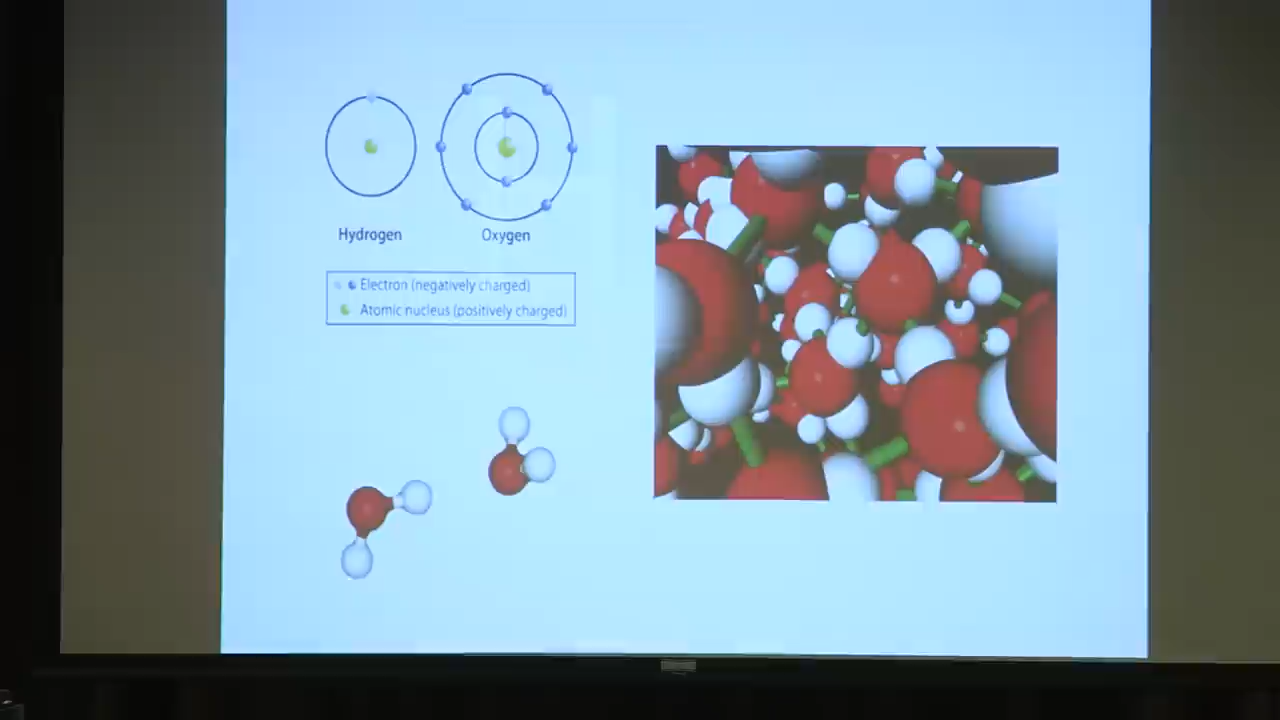 Hydrogen
Oxygen
Electron (negatively charged)
Atomic nucleus (positively charged)